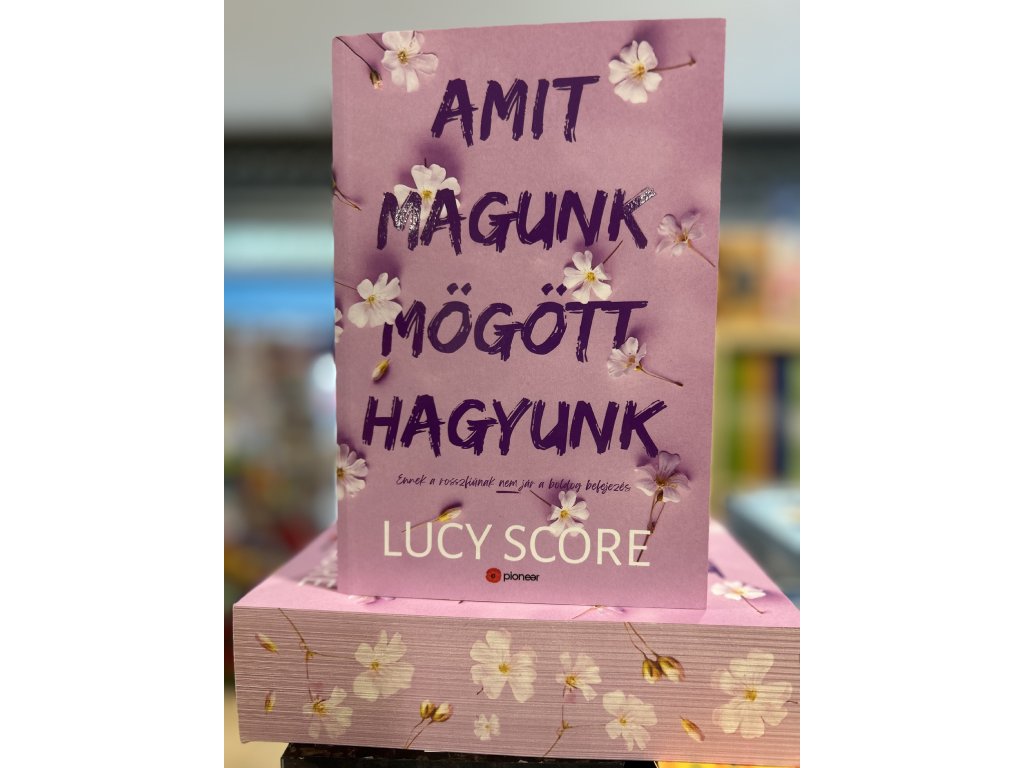 AMIT
MAGUNK
MÖGÖTT
HAGYUNK
Ennek a rosszfiúnak nem jár a boldog befejezés
LUCY SCORE
pioneer